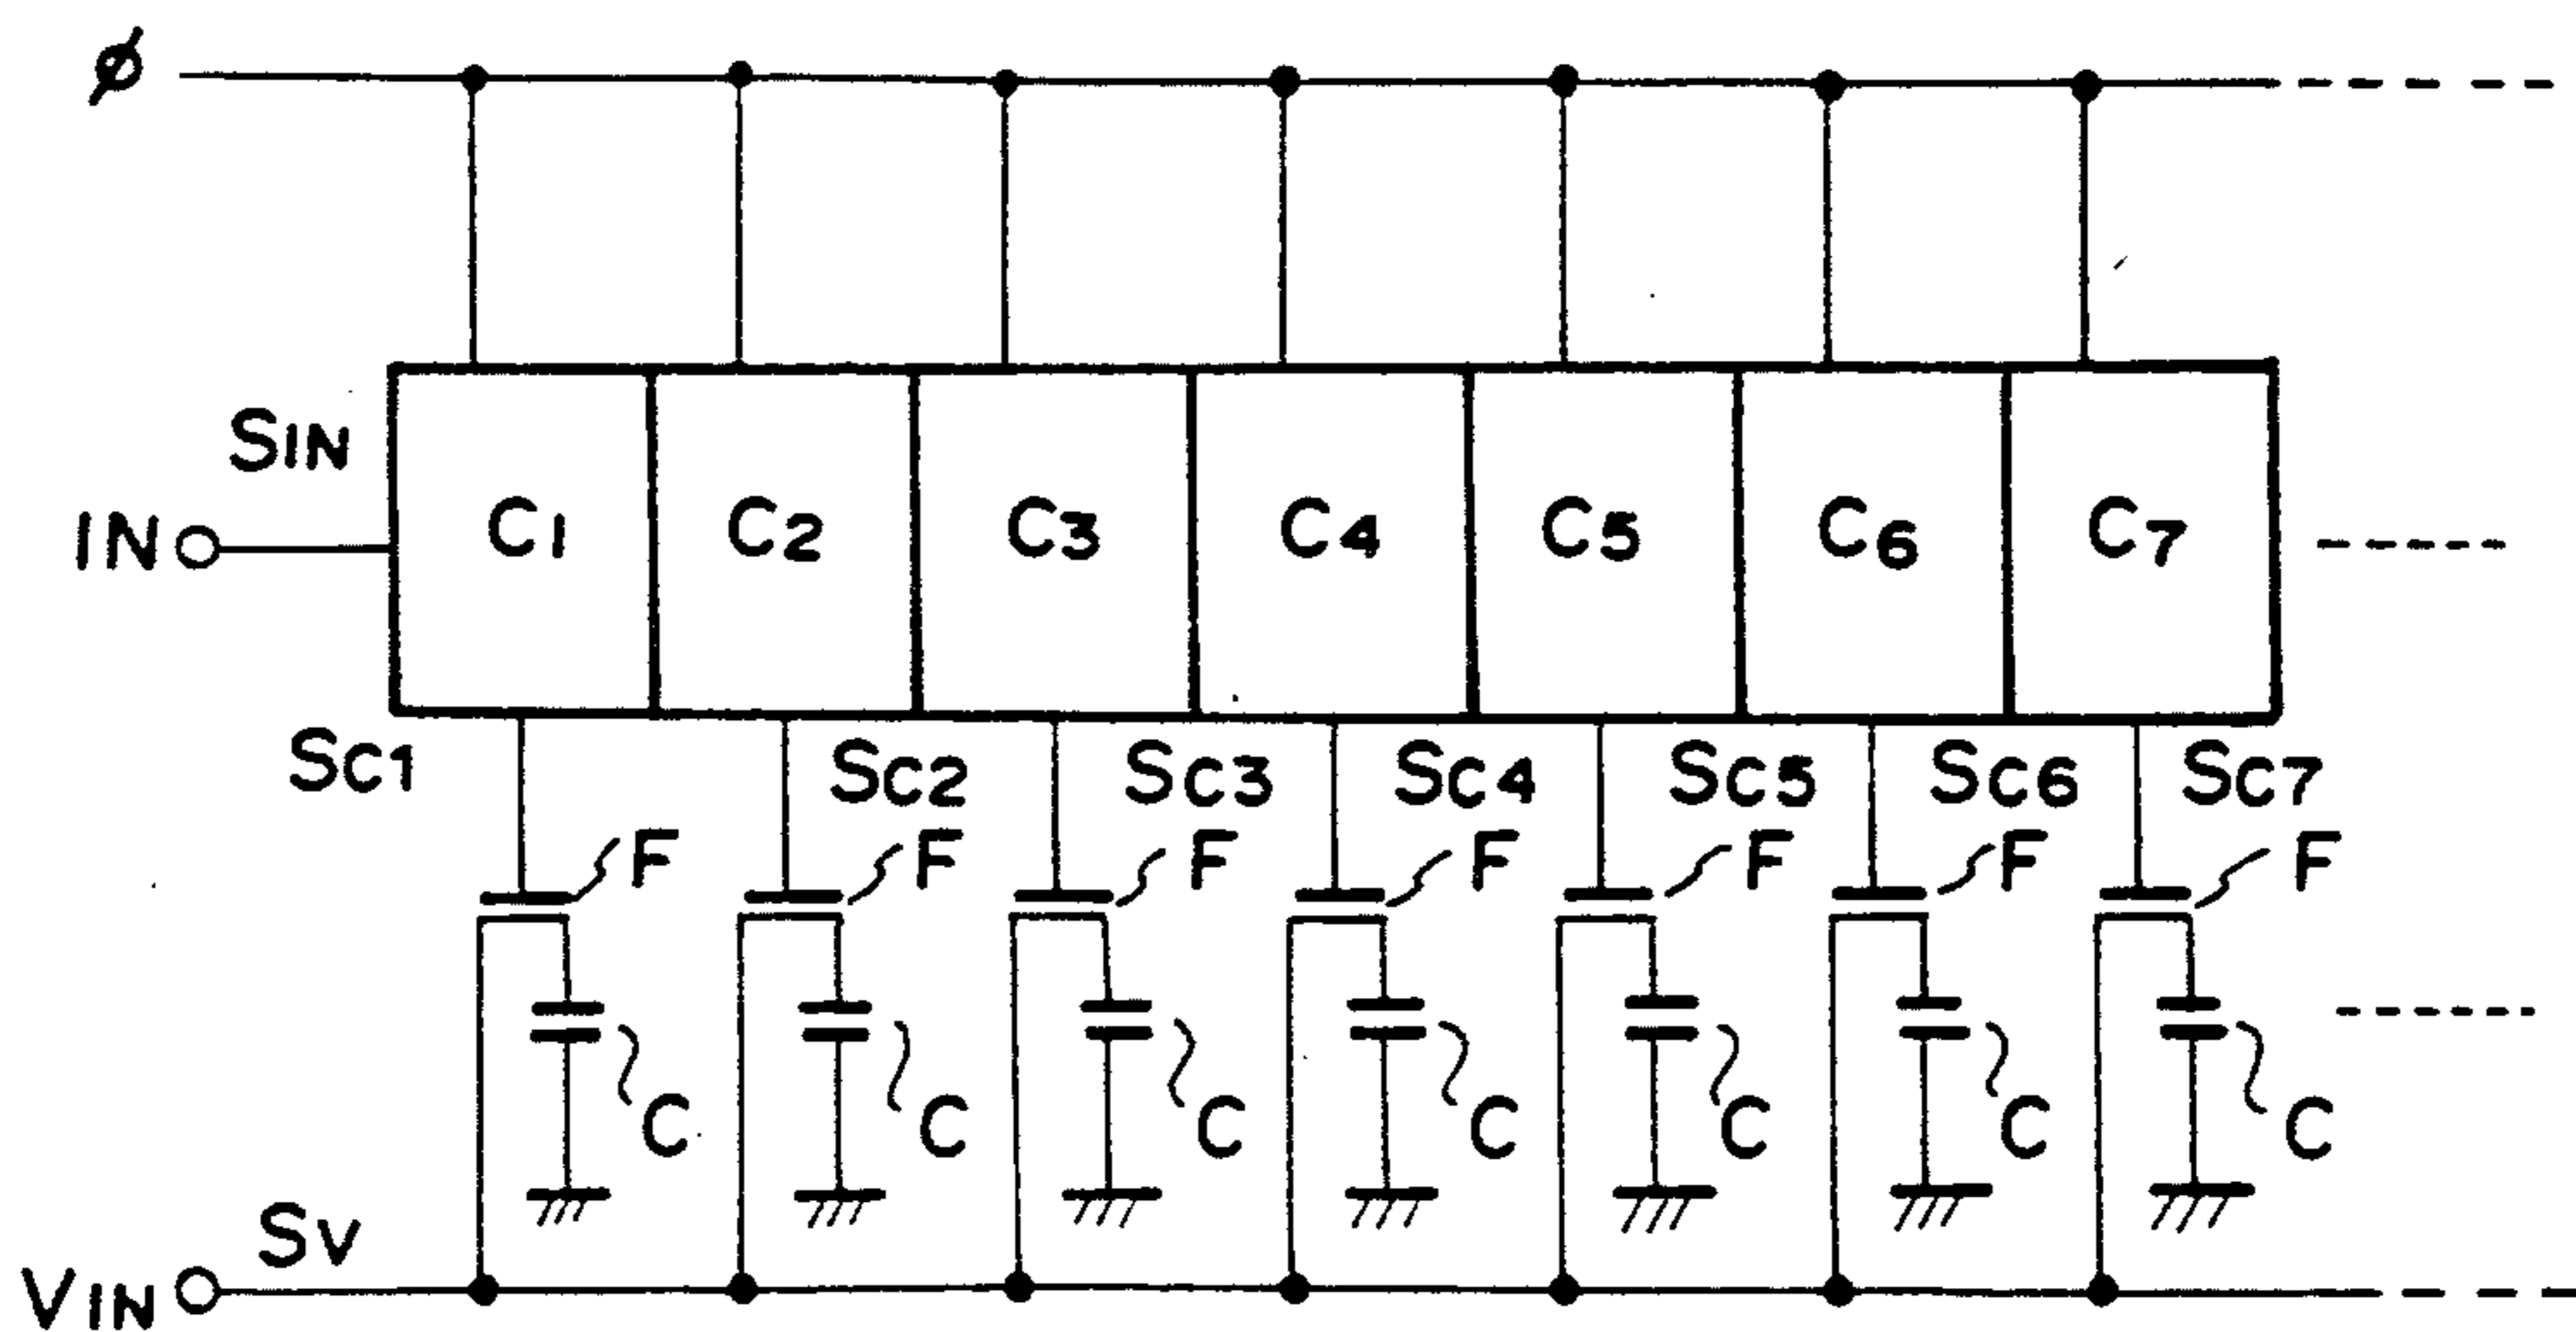 ϕ
SIN
IN
C1 C2 C3 C4 C5 C6 C7
SC1 SC2 SC3 SC4 SC5 SC6 SC7
F F F F F F F
C C C C C C C
SV
VIN